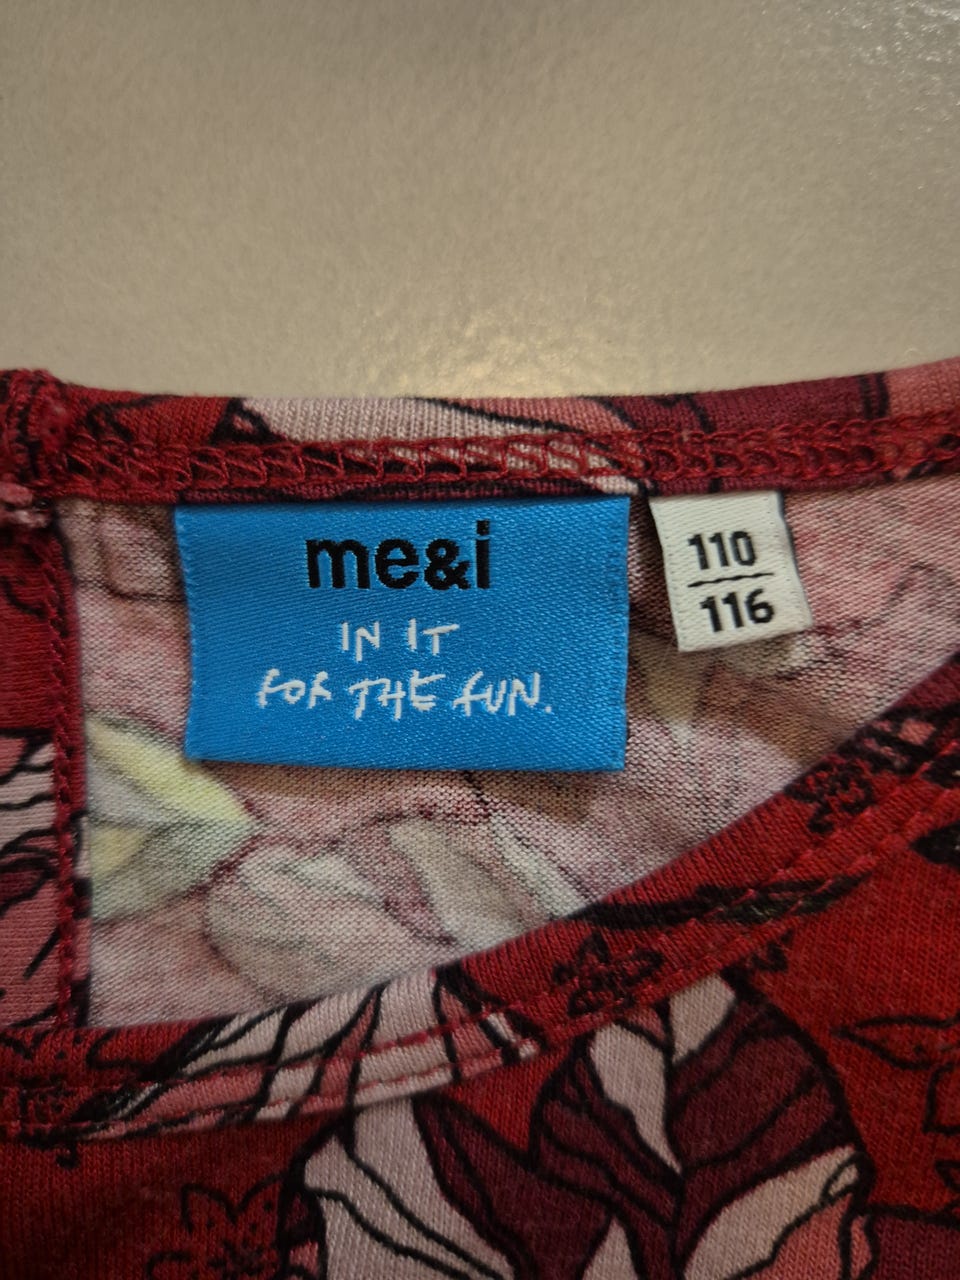 me&i
IN IT
FOR THE FUN.
110
116